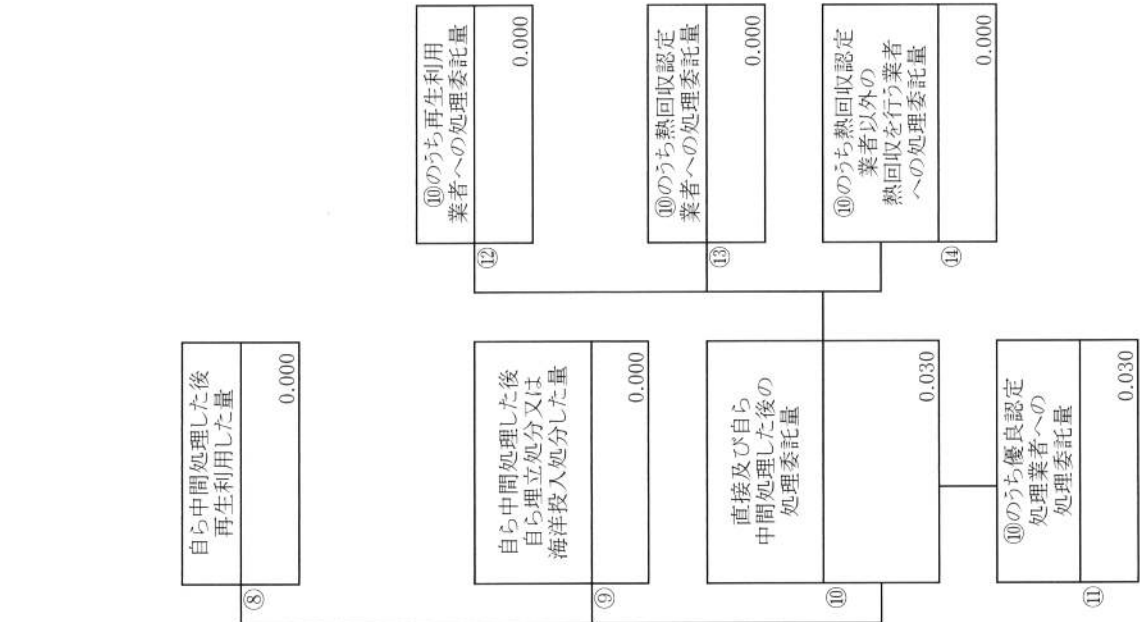 ⑧
自ら中間処理した後
再生利用した量
0.000
⑨
自ら中間処理した後
自ら埋立処分又は
海洋投入処分した量
0.000
⑩
直接及び自ら
中間処理した後の
処理委託量
0.030
⑪
⑩のうち優良認定
処理業者への
処理委託量
0.030
⑫
⑩のうち再生利用
業者への処理委託量
0.000
⑬
⑩のうち熱回収認定
業者への処理委託量
0.000
⑭
⑩のうち熱回収認定
業者以外の
熱回収を行う業者
への処理委託量
0.000